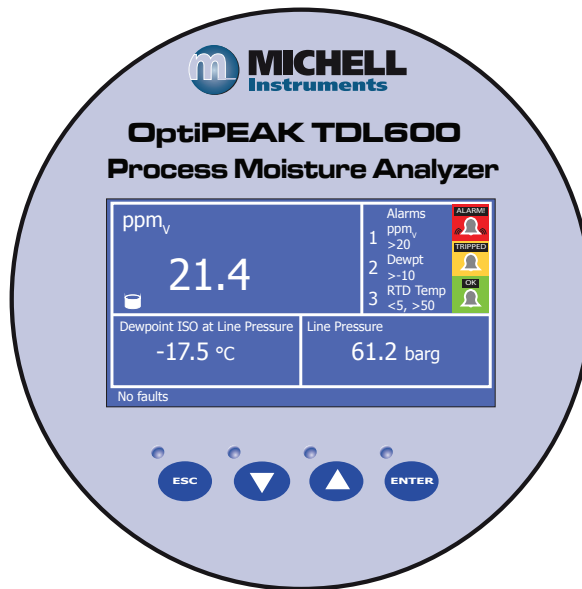 m
MICHELL
Instruments
OptiPEAK TDL600
Process Moisture Analyzer
ppmv
21.4
Alarms
1 ppmv
>20
2 Dewpt
>-10
3 RTD Temp
<5, >50
ALARM!
TRIPPED
OK
Dewpoint ISO at Line Pressure
-17.5 °C
Line Pressure
61.2 barg
No faults
ESC
ENTER